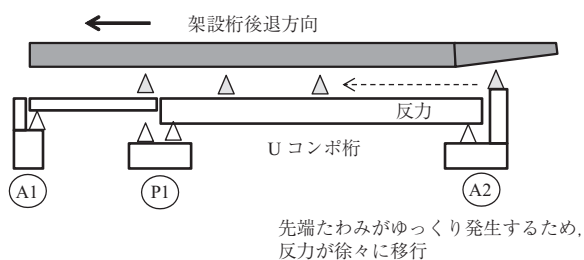 架設桁後退方向
反力
Uコンポ桁
A1
P1
A2
先端たわみがゆっくり発生するため，
反力が徐々に移行